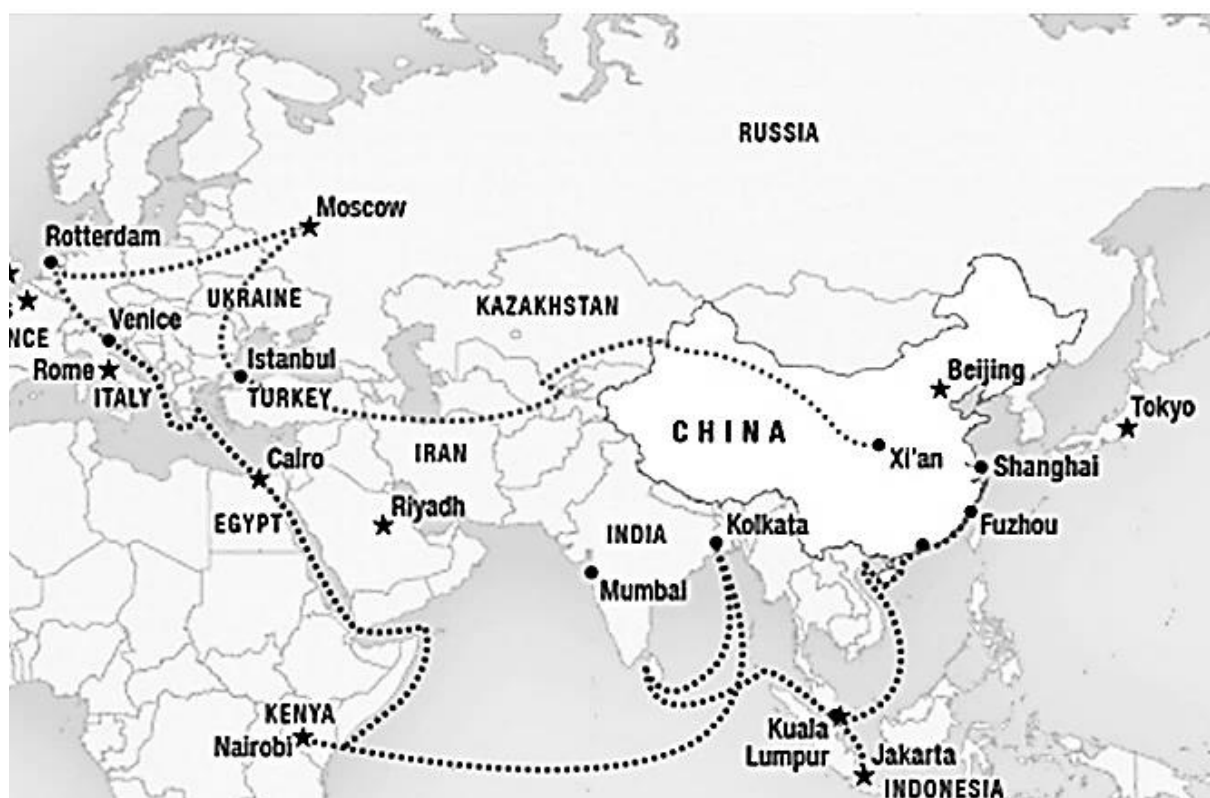 RUSSIA
Moscow
Rotterdam
UKRAINE
KAZAKHSTAN
NCE
Venice
Rome
ITALY
Istanbul
TURKEY
Beijing
Tokyo
CHINA
Xi'an
Shanghai
IRAN
Cairo
EGYPT
Riyadh
INDIA
Kolkata
Fuzhou
Mumbai
KENYA
Nairobi
Kuala
Lumpur
Jakarta
INDONESIA